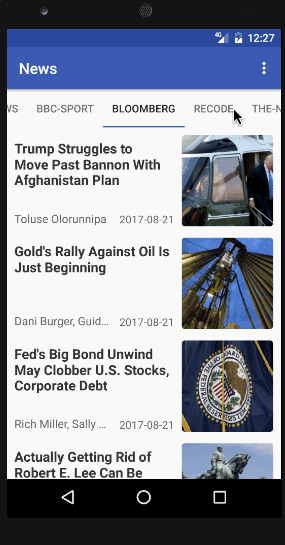 4G 12:27
News
WS BBC-SPORT BLOOMBERG RECODE THE-N
Trump Struggles to
Move Past Bannon With
Afghanistan Plan
Toluse Olorunnipa 2017-08-21
Gold's Rally Against Oil Is
Just Beginning
Dani Burger, Guid... 2017-08-21
Fed's Big Bond Unwind
May Clobber U.S. Stocks,
Corporate Debt
Rich Miller, Sally ... 2017-08-21
Actually Getting Rid of
Robert E. Lee Can Be